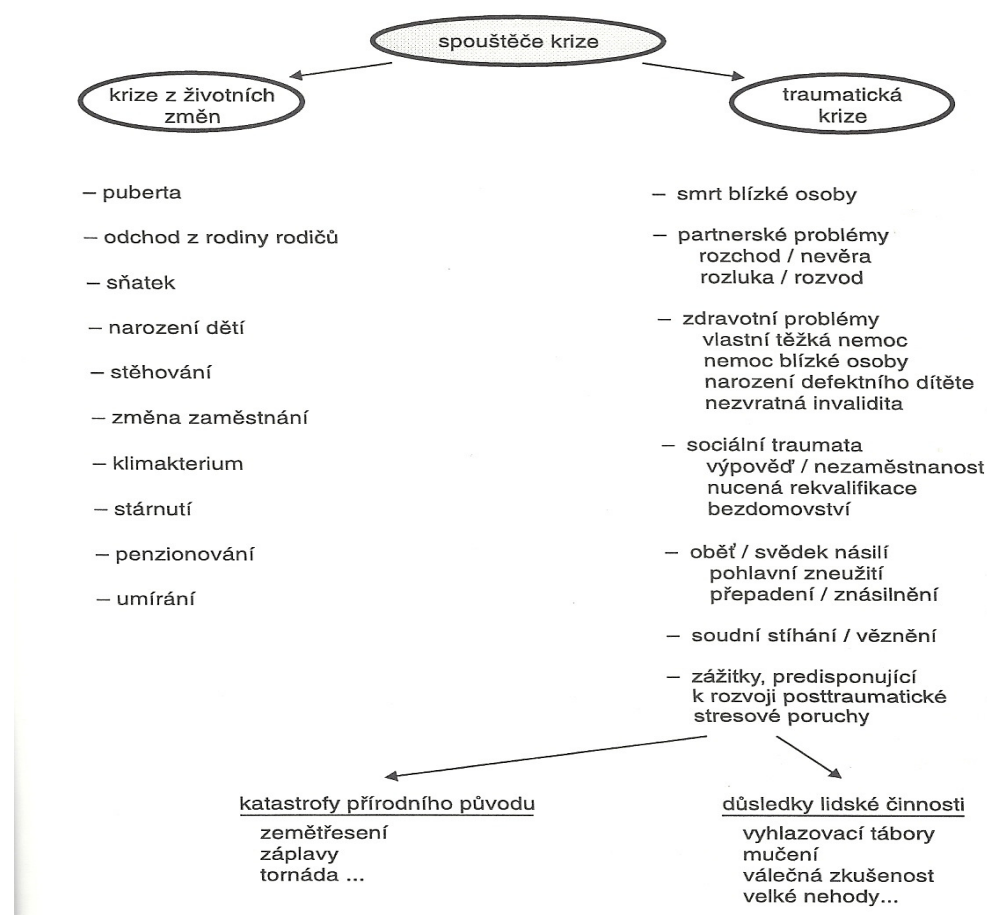 spouštěče krize
krize z životních
změn
traumatická
krize
– puberta
– odchod z rodiny rodičů
– sňatek
– narození dětí
– stěhování
– změna zaměstnání
– klimakterium
– stárnutí
– penzionování
– umírání
– smrt blízké osoby
– partnerské problémy
rozchod / nevěra
rozluka / rozvod
– zdravotní problémy
vlastní těžká nemoc
nemoc blízké osoby
narození defektního dítěte
nezvratná invalidita
– sociální traumata
výpověď / nezaměstnanost
nucená rekvalifikace
bezdomovství
– oběť / svědek násilí
pohlavní zneužití
přepadení / znásilnění
– soudní stíhání / věznění
– zážitky, predisponující
k rozvoji posttraumatické
stresové poruchy
katastrofy přírodního původu
zemětřesení
záplavy
tornáda ...
důsledky lidské činnosti
vyhlazovací tábory
mučení
válečná zkušenost
velké nehody...